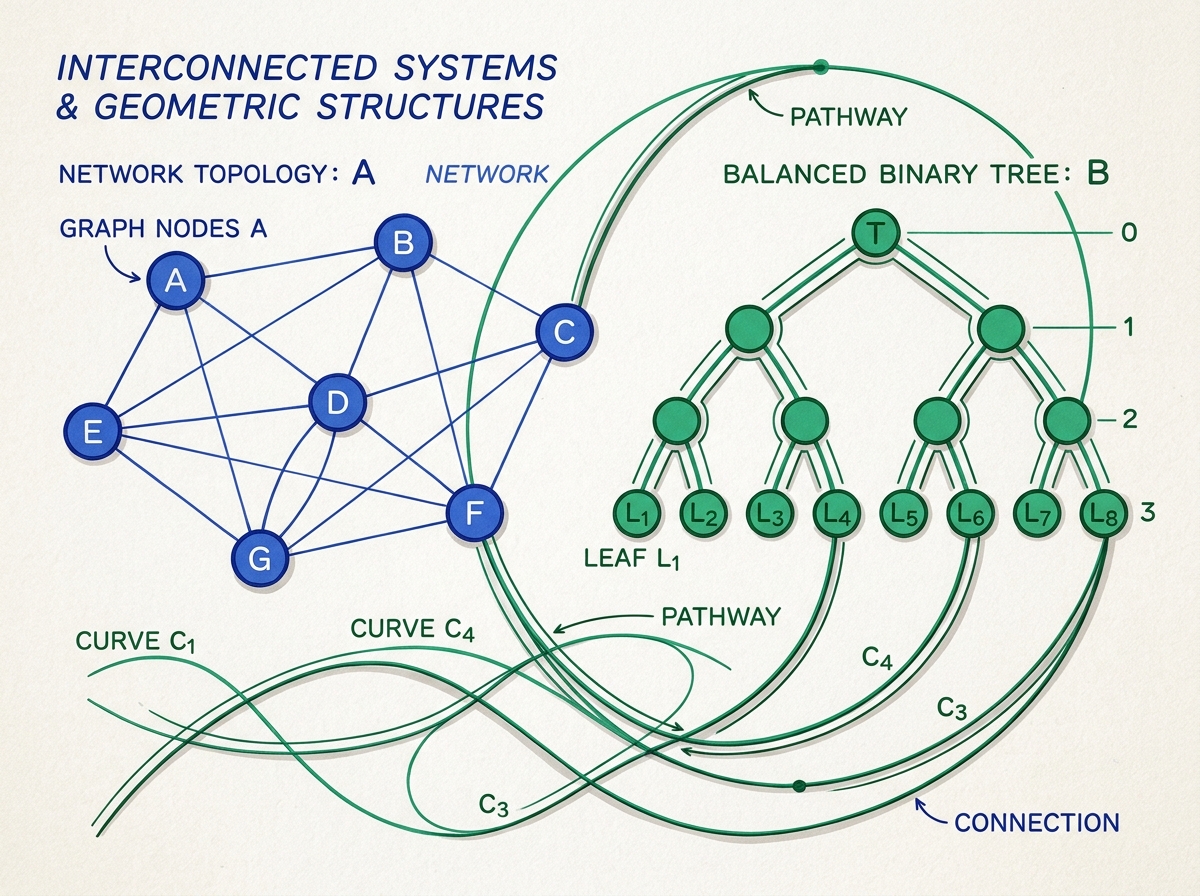 INTERCONNECTED SYSTEMS
& GEOMETRIC STRUCTURES
PATHWAY
NETWORK TOPOLOGY: A
NETWORK
BALANCED BINARY TREE: B
GRAPH NODES A
A
B
C
D
E
F
G
T
0
1
2
L₁
L₂
L₃
L₄
L₅
L₆
L₇
L₈
3
LEAF L₁
CURVE C₁
CURVE C₄
PATHWAY
C₄
C₃
C₃
CONNECTION